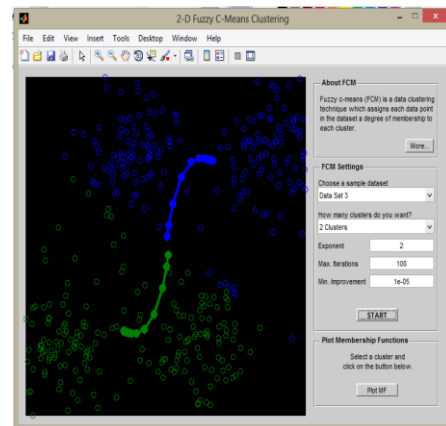 2-D Fuzzy C-Means Clustering
File Edit View Insert Tools Desktop Window Help
About FCM
Fuzzy c-means (FCM) is a data clustering
technique which assigns each data point
in the dataset a degree of membership to
each cluster.
More...
FCM Settings
Choose a sample dataset
Data Set 3
How many clusters do you want?
2 Clusters
Exponent 2
Max. Iterations 100
Min. Improvement 1e-05
START
Plot Membership Functions
Select a cluster and
click on the button below.
Plot MF